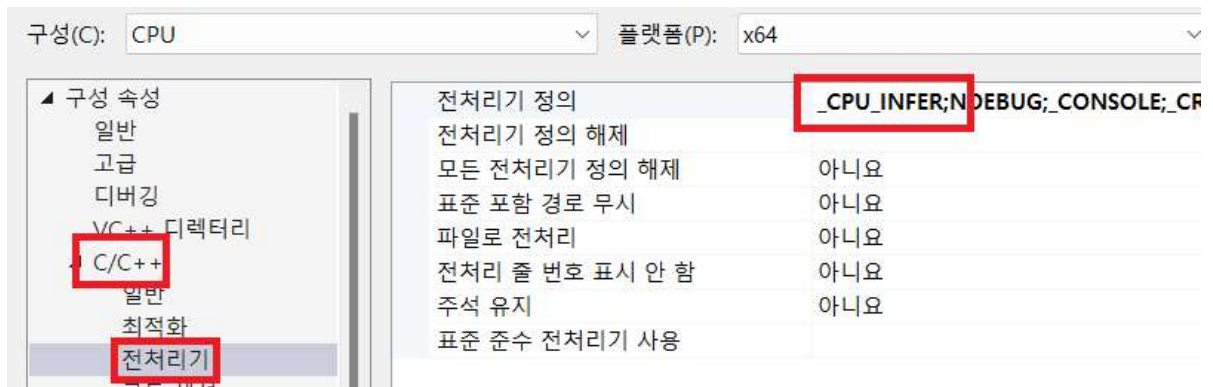 구성(C): CPU 플랫폼(P): x64
구성 속성
일반
고급
디버깅
VC++ 디렉터리
C/C++
일반
최적화
전처리기
전처리기 정의 _CPU_INFER;NDEBUG;_CONSOLE;_CR
전처리기 정의 해제
모든 전처리기 정의 해제 아니요
표준 포함 경로 무시 아니요
파일로 전처리 아니요
전처리 줄 번호 표시 안 함 아니요
주석 유지 아니요
표준 준수 전처리기 사용